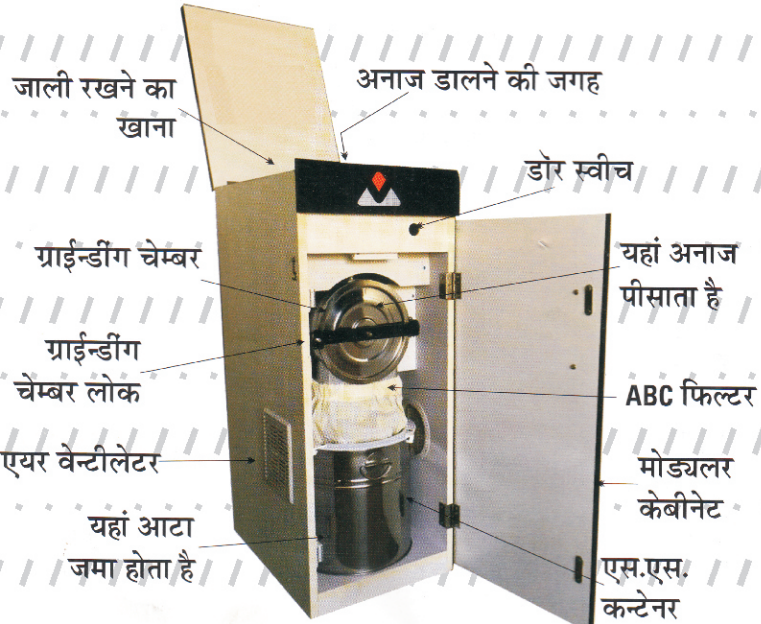 जाली रखने का
खाना
अनाज डालने की जगह
डॉर स्वीच
ग्राईन्डींग चेम्बर
यहां अनाज
पीसाता है
ग्राईन्डींग
चेम्बर लोक
ABC फिल्टर
एयर वेन्टीलेटर
मोड्यलर
केबीनेट
यहां आटा
जमा होता है
एस.एस.
कन्टेनर